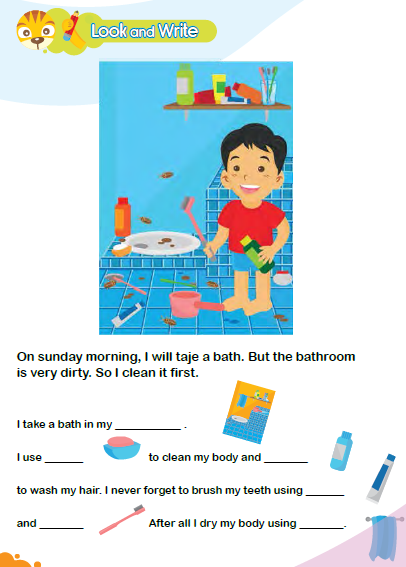 Look and Write
On sunday morning, I will taje a bath. But the bathroom
is very dirty. So I clean it first.
I take a bath in my __________ .
I use ______ to clean my body and _______
to wash my hair. I never forget to brush my teeth using ______
and _______ After all I dry my body using _______.